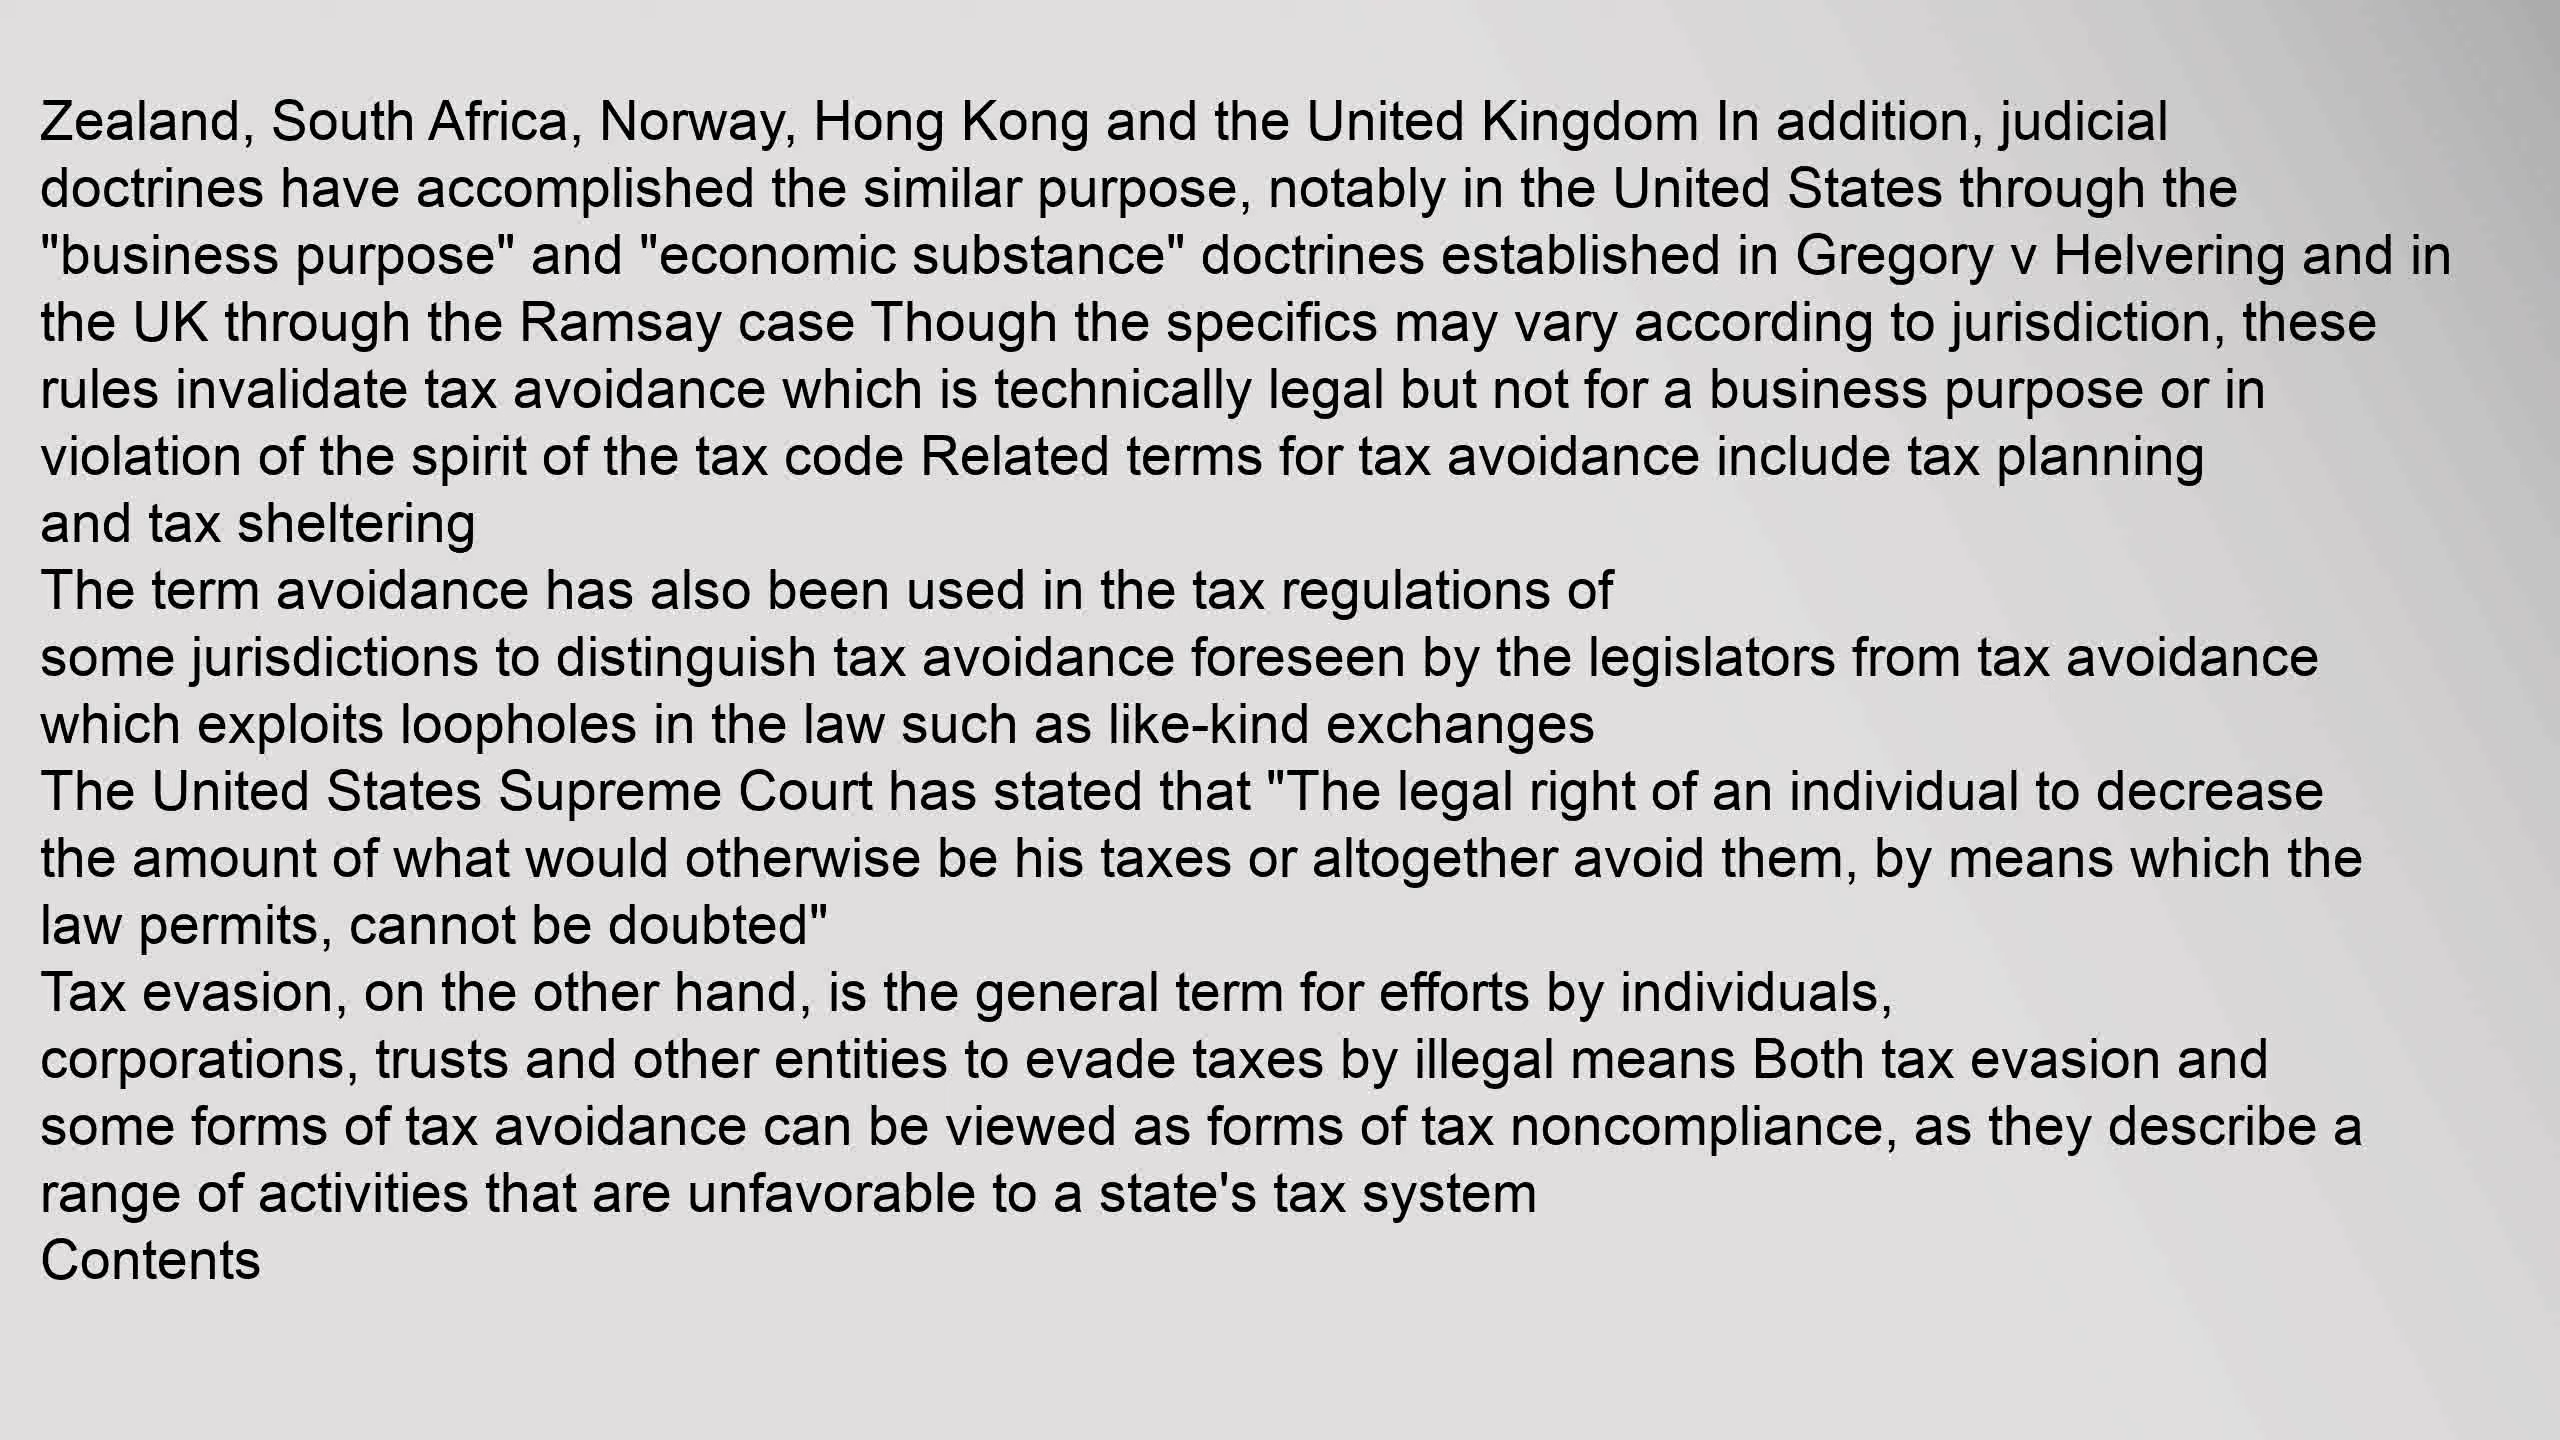 Zealand, South Africa, Norway, Hong Kong and the United Kingdom In addition, judicial
doctrines have accomplished the similar purpose, notably in the United States through the
"business purpose" and "economic substance" doctrines established in Gregory v Helvering and in
the UK through the Ramsay case Though the specifics may vary according to jurisdiction, these
rules invalidate tax avoidance which is technically legal but not for a business purpose or in
violation of the spirit of the tax code Related terms for tax avoidance include tax planning
and tax sheltering
The term avoidance has also been used in the tax regulations of
some jurisdictions to distinguish tax avoidance foreseen by the legislators from tax avoidance
which exploits loopholes in the law such as like-kind exchanges
The United States Supreme Court has stated that "The legal right of an individual to decrease
the amount of what would otherwise be his taxes or altogether avoid them, by means which the
law permits, cannot be doubted"
Tax evasion, on the other hand, is the general term for efforts by individuals,
corporations, trusts and other entities to evade taxes by illegal means Both tax evasion and
some forms of tax avoidance can be viewed as forms of tax noncompliance, as they describe a
range of activities that are unfavorable to a state's tax system
Contents